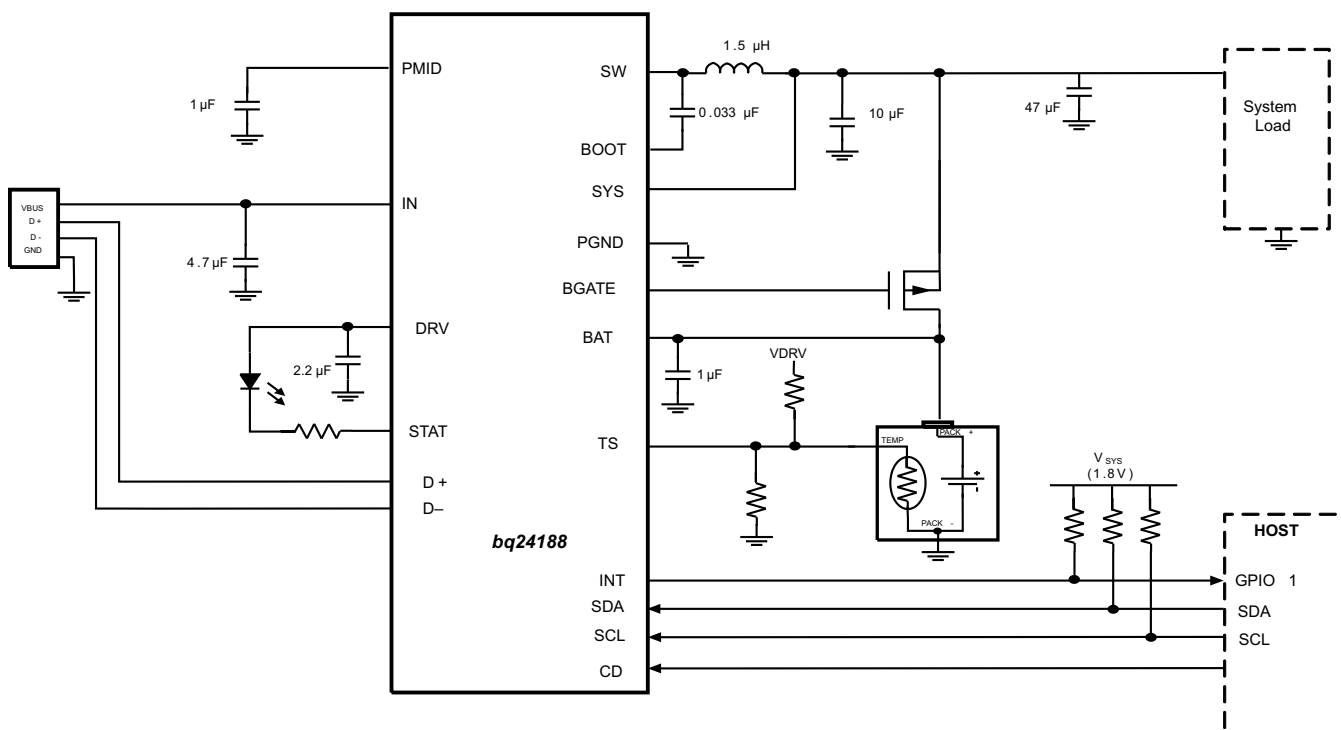 PMID
1 µF
IN
VBUS
D +
D -
GND
4.7 µF
DRV
2.2 µF
STAT
D +
D–
bq24188
SW
1.5 µH
0.033 µF
BOOT
SYS
10 µF
47 µF
System
Load
PGND
BGATE
BAT
1 µF
VDRV
TS
TEMP
PACK +
+
-
PACK -
V SYS
(1.8V)
HOST
INT
GPIO 1
SDA
SDA
SCL
SCL
CD